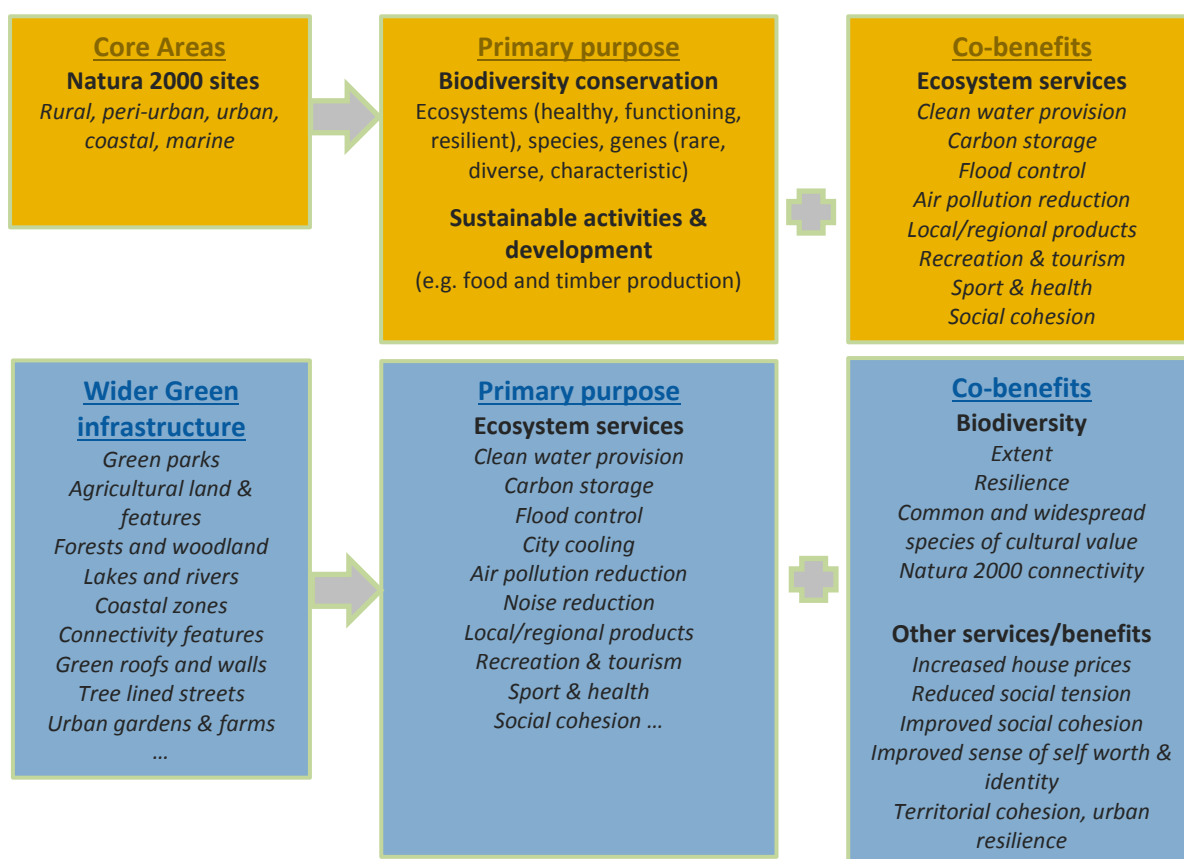 Core Areas
Natura 2000 sites
Rural, peri-urban, urban,
coastal, marine
Primary purpose
Biodiversity conservation
Ecosystems (healthy, functioning,
resilient), species, genes (rare,
diverse, characteristic)
Sustainable activities &
development
(e.g. food and timber production)
Co-benefits
Ecosystem services
Clean water provision
Carbon storage
Flood control
Air pollution reduction
Local/regional products
Recreation & tourism
Sport & health
Social cohesion
Wider Green
infrastructure
Green parks
Agricultural land &
features
Forests and woodland
Lakes and rivers
Coastal zones
Connectivity features
Green roofs and walls
Tree lined streets
Urban gardens & farms
…
Primary purpose
Ecosystem services
Clean water provision
Carbon storage
Flood control
City cooling
Air pollution reduction
Noise reduction
Local/regional products
Recreation & tourism
Sport & health
Social cohesion …
Co-benefits
Biodiversity
Extent
Resilience
Common and widespread
species of cultural value
Natura 2000 connectivity
Other services/benefits
Increased house prices
Reduced social tension
Improved social cohesion
Improved sense of self worth &
identity
Territorial cohesion, urban
resilience